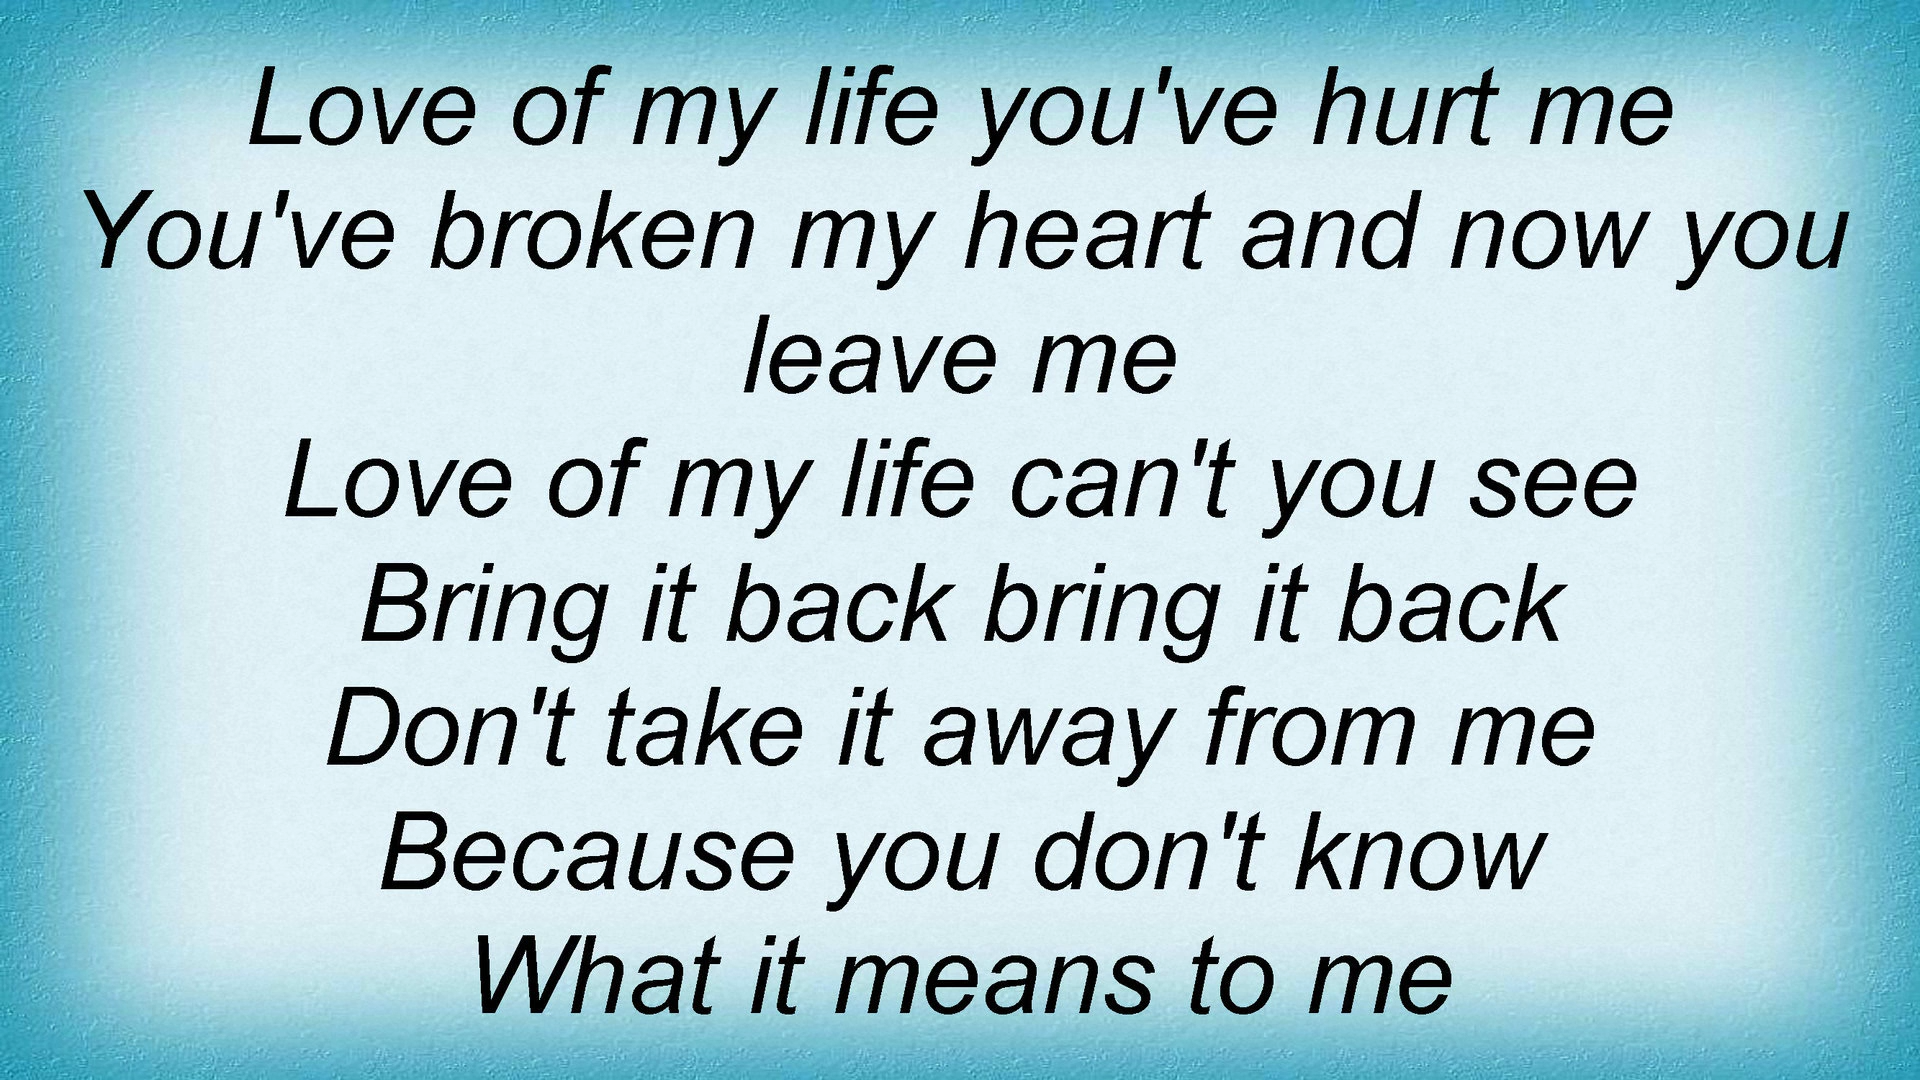 Love of my life you've hurt me
You've broken my heart and now you
leave me
Love of my life can't you see
Bring it back bring it back
Don't take it away from me
Because you don't know
What it means to me